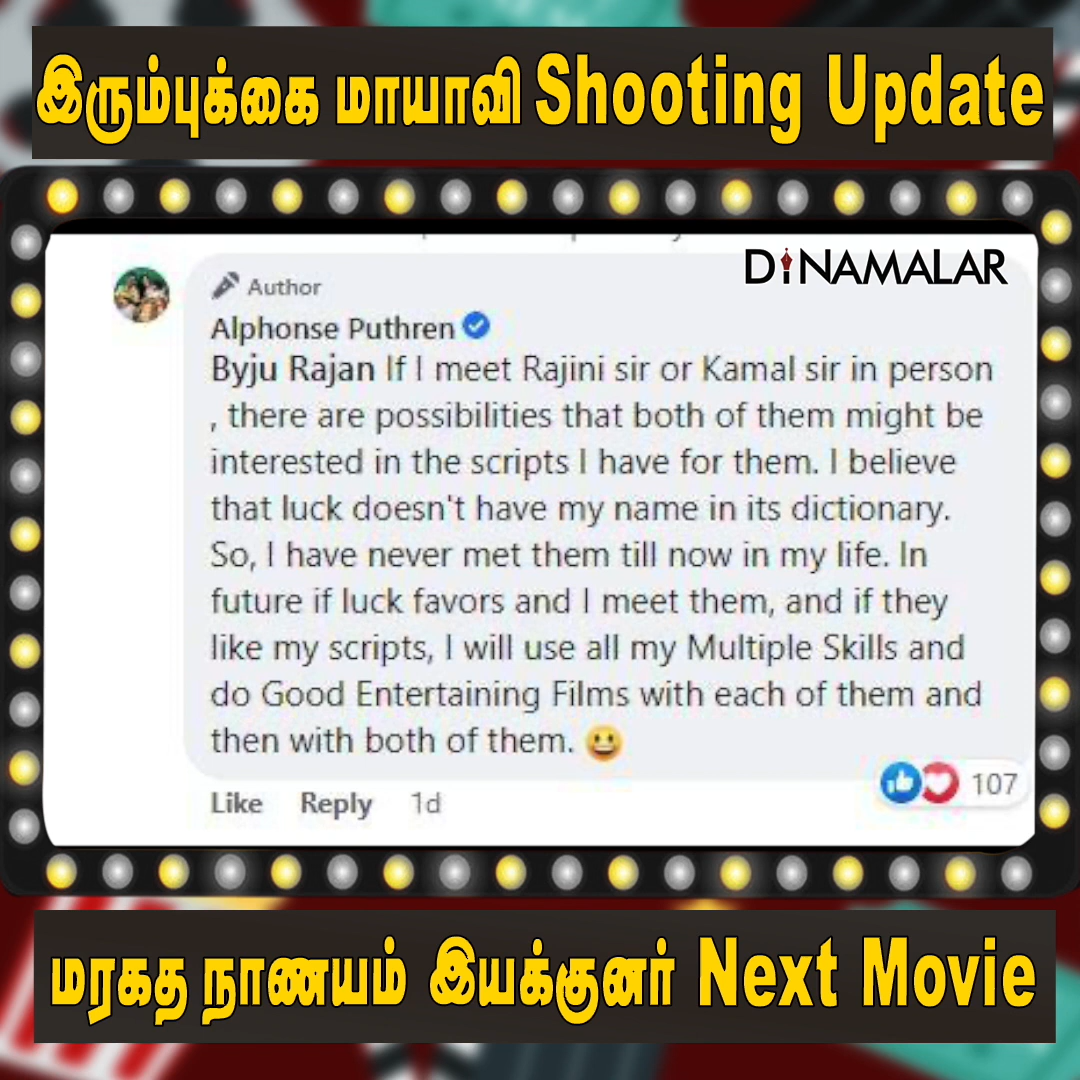 இரும்புக்கை மாயாவி Shooting Update
DINAMALAR
Author
Alphonse Puthren
Byju Rajan If I meet Rajini sir or Kamal sir in person
, there are possibilities that both of them might be
interested in the scripts I have for them. I believe
that luck doesn't have my name in its dictionary.
So, I have never met them till now in my life. In
future if luck favors and I meet them, and if they
like my scripts, I will use all my Multiple Skills and
do Good Entertaining Films with each of them and
then with both of them. 😀
107
Like Reply 1d
மரகத நாணயம் இயக்குனர் Next Movie